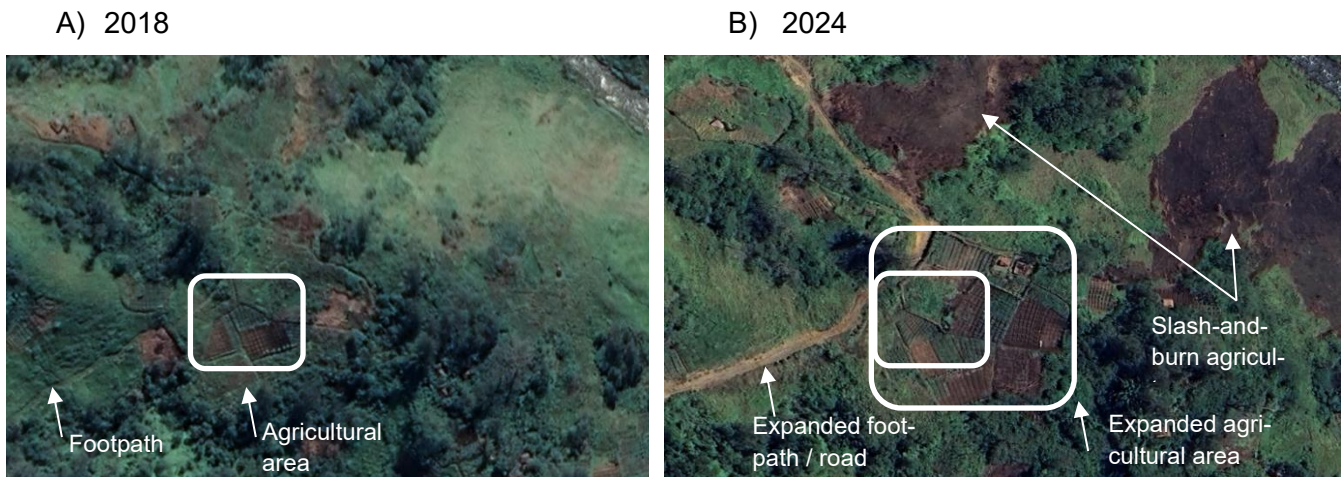 A) 2018
B) 2024
Footpath
Agricultural
area
Expanded foot-
path / road
Slash-and-
burn agricul-
Expanded agri-
cultural area